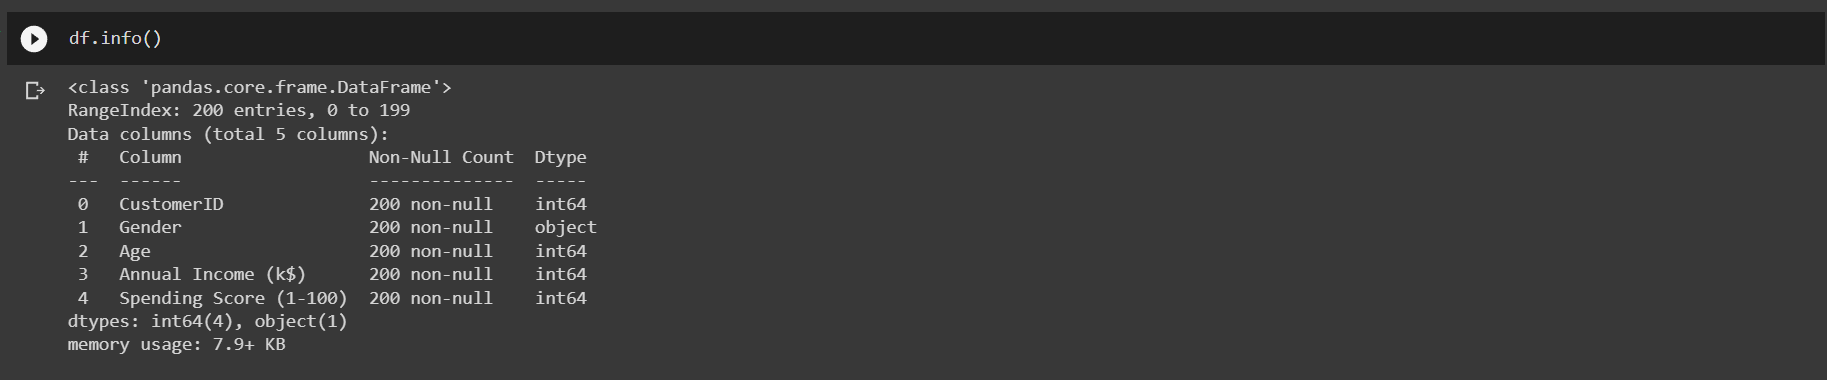 df.info()
<class 'pandas.core.frame.DataFrame'>
RangeIndex: 200 entries, 0 to 199
Data columns (total 5 columns):
 #   Column                  Non-Null Count  Dtype
---  ------                  --------------  -----
 0   CustomerID              200 non-null    int64
 1   Gender                  200 non-null    object
 2   Age                     200 non-null    int64
 3   Annual Income (k$)      200 non-null    int64
 4   Spending Score (1-100)  200 non-null    int64
dtypes: int64(4), object(1)
memory usage: 7.9+ KB